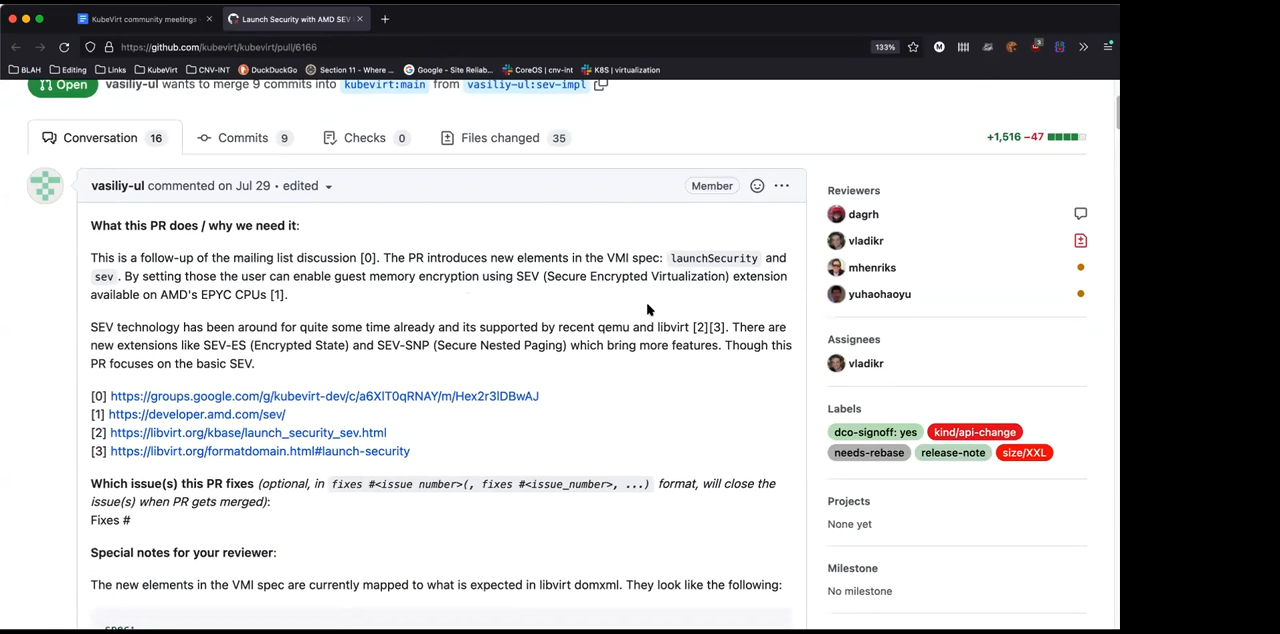 KubeVirt community meetings -
Launch Security with AMD SEV
https://github.com/kubevirt/kubevirt/pull/6166
133%
BLAH Editing Links KubeVirt CNV-INT DuckDuckGo Section 11 – Where ... Google - Site Reliab... CoreOS | cnv-int K8S | virtualization
Open vasiliy-ul wants to merge 9 commits into kubevirt:main from vasiliy-ul:sev-impl
Conversation 16 Commits 9 Checks 0 Files changed 35 +1,516 −47
vasiliy-ul commented on Jul 29 • edited Member
What this PR does / why we need it:
This is a follow-up of the mailing list discussion [0]. The PR introduces new elements in the VMI spec: launchSecurity and
sev . By setting those the user can enable guest memory encryption using SEV (Secure Encrypted Virtualization) extension
available on AMD's EPYC CPUs [1].
SEV technology has been around for quite some time already and its supported by recent qemu and libvirt [2][3]. There are
new extensions like SEV-ES (Encrypted State) and SEV-SNP (Secure Nested Paging) which bring more features. Though this
PR focuses on the basic SEV.
[0] https://groups.google.com/g/kubevirt-dev/c/a6XlT0qRNAY/m/Hex2r3lDBwAJ
[1] https://developer.amd.com/sev/
[2] https://libvirt.org/kbase/launch_security_sev.html
[3] https://libvirt.org/formatdomain.html#launch-security
Which issue(s) this PR fixes (optional, in fixes #<issue number>(, fixes #<issue_number>, ...) format, will close the
issue(s) when PR gets merged):
Fixes #
Special notes for your reviewer:
The new elements in the VMI spec are currently mapped to what is expected in libvirt domxml. They look like the following:
spec:
Reviewers
dagrh
vladikr
mhenriks
yuhaohaoyu
Assignees
vladikr
Labels
dco-signoff: yes kind/api-change
needs-rebase release-note size/XXL
Projects
None yet
Milestone
No milestone